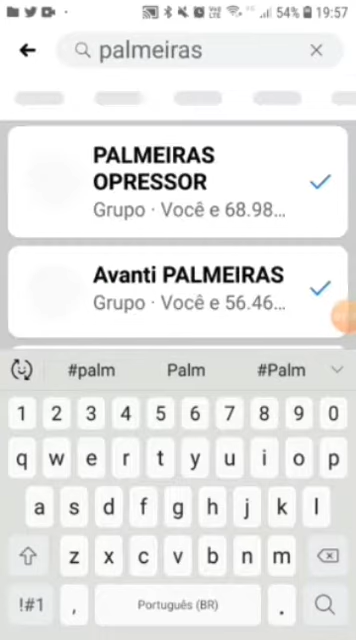 54% 19:57
palmeiras
PALMEIRAS
OPRESSOR
Grupo · Você e 68.98...
Avanti PALMEIRAS
Grupo · Você e 56.46...
#palm Palm #Palm
1 2 3 4 5 6 7 8 9 0
q w e r t y u i o p
a s d f g h j k l
z x c v b n m
!#1 , Português (BR) .